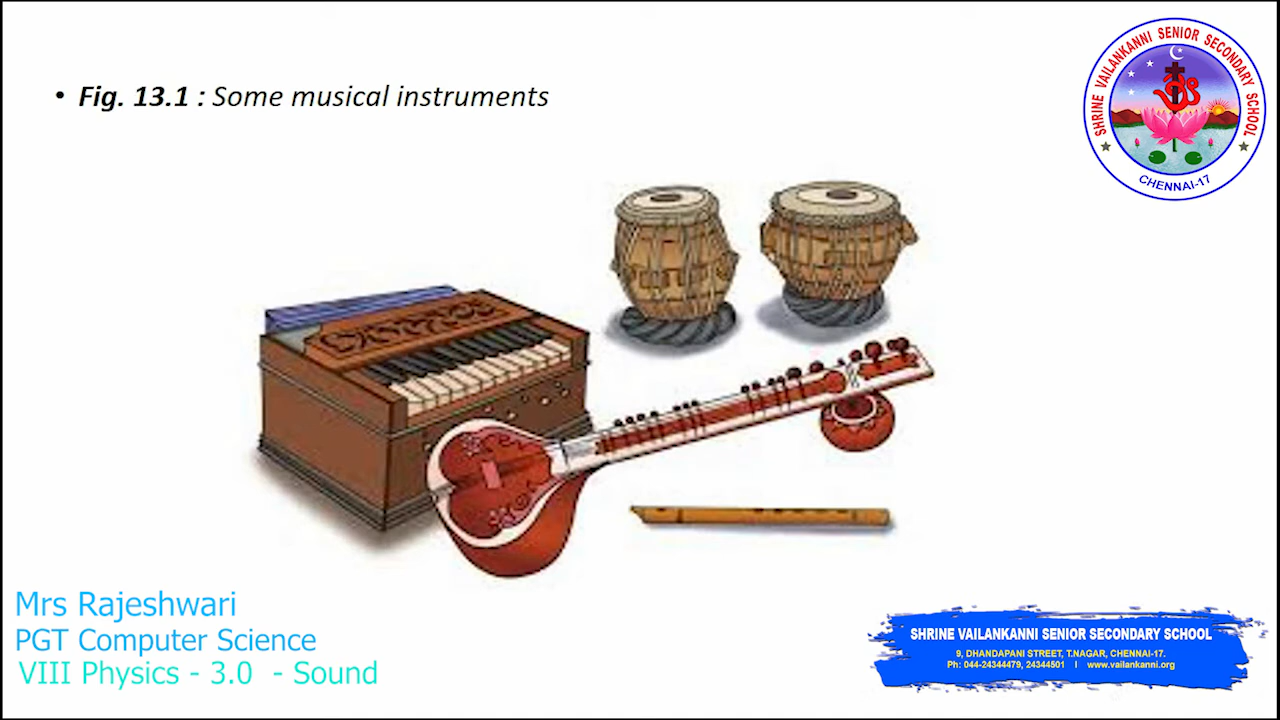 • Fig. 13.1 : Some musical instruments
SHRINE VAILANKANNI SENIOR SECONDARY SCHOOL
CHENNAI-17
Mrs Rajeshwari
PGT Computer Science
VIII Physics - 3.0 - Sound
SHRINE VAILANKANNI SENIOR SECONDARY SCHOOL
9, DHANDAPANI STREET, T.NAGAR, CHENNAI-17.
Ph: 044-24344479, 24344501 I www.vailankanni.org